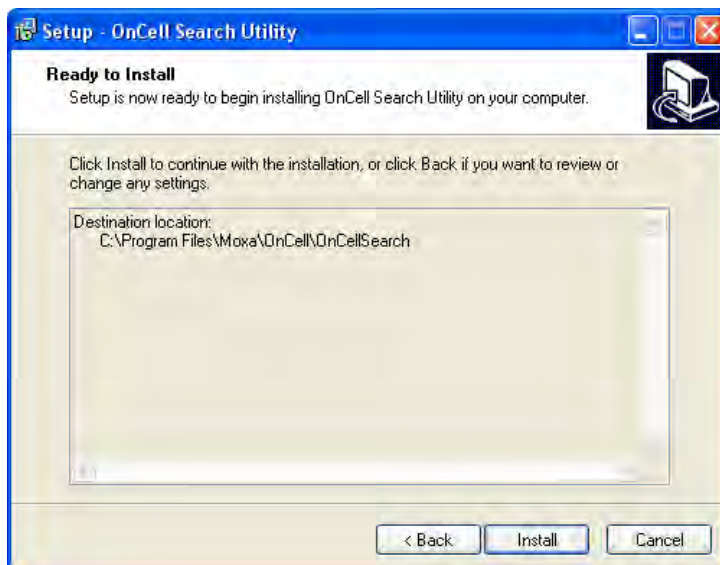 Setup - OnCell Search Utility
Ready to Install
Setup is now ready to begin installing OnCell Search Utility on your computer.
Click Install to continue with the installation, or click Back if you want to review or
change any settings.
Destination location:
C:\Program Files\Moxa\OnCell\OnCellSearch
< Back
Install
Cancel